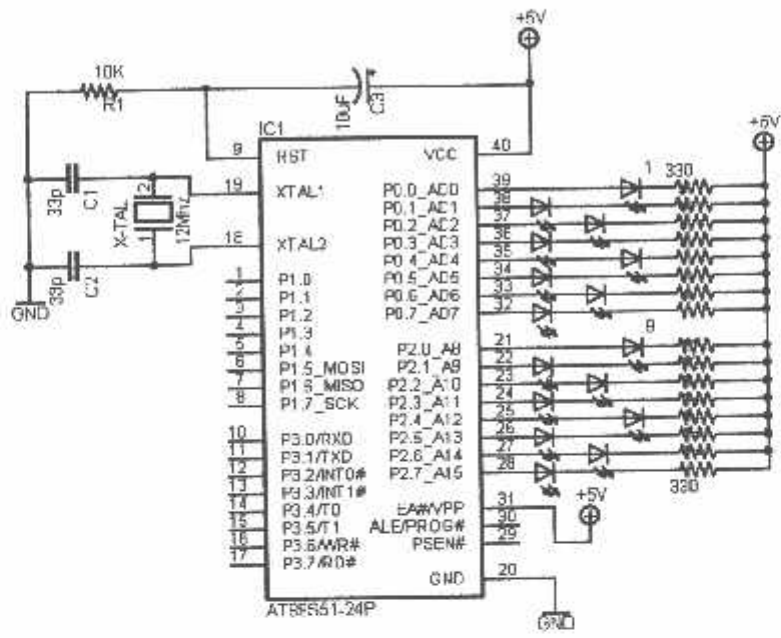 +5V
10K
R1
10uF
C3
IC1
+5V
9
RST
VCC
40
1
330
33p
C1
2
X-TAL
1
12Mhz
19
XTAL1
39
P0.0_AD0
38
P0.1_AD1
37
P0.2_AD2
36
P0.3_AD3
18
XTAL2
35
P0.4_AD4
34
P0.5_AD5
33
P0.6_AD6
32
P0.7_AD7
33p
C2
GND
1
P1.0
2
P1.1
3
P1.2
4
P1.3
5
P1.4
6
P1.5_MOSI
7
P1.6_MISO
8
P1.7_SCK
21
P2.0_A8
22
P2.1_A9
23
P2.2_A10
24
P2.3_A11
25
P2.4_A12
26
P2.5_A13
27
P2.6_A14
28
P2.7_A15
330
10
P3.0/RXD
11
P3.1/TXD
12
P3.2/INT0#
13
P3.3/INT1#
14
P3.4/T0
15
P3.5/T1
16
P3.6/WR#
17
P3.7/RD#
31
EA#/VPP
+5V
30
ALE/PROG#
29
PSEN#
20
GND
GND